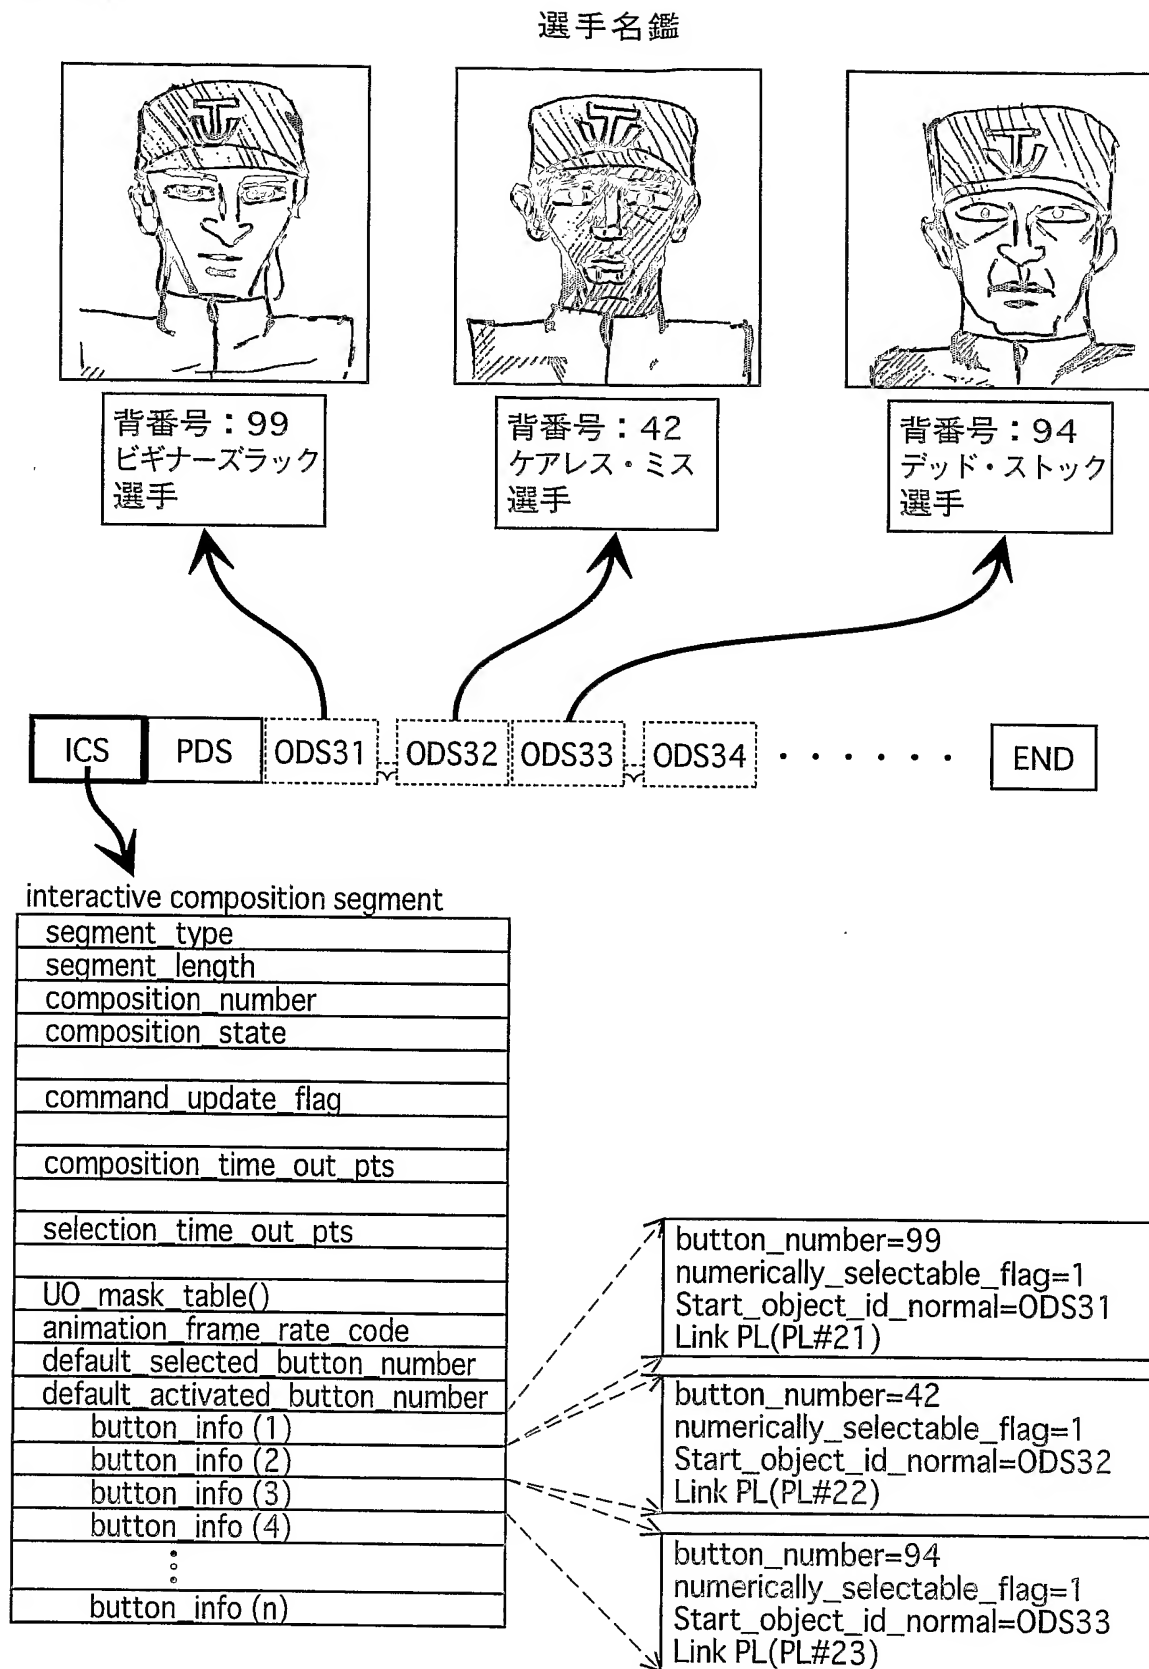 選手名鑑
背番号：99
ビギナーズラック
選手
背番号：42
ケアレス・ミス
選手
背番号：94
デッド・ストック
選手
ICS
PDS
ODS31
ODS32
ODS33
ODS34
・・・・・・
END
interactive composition segment
segment_type
segment_length
composition_number
composition_state
command_update_flag
composition_time_out_pts
selection_time_out_pts
UO_mask_table()
animation_frame_rate_code
default_selected_button_number
default_activated_button_number
button_info (1)
button_info (2)
button_info (3)
button_info (4)
button_info (n)
button_number=99
numerically_selectable_flag=1
Start_object_id_normal=ODS31
Link PL(PL#21)
button_number=42
numerically_selectable_flag=1
Start_object_id_normal=ODS32
Link PL(PL#22)
button_number=94
numerically_selectable_flag=1
Start_object_id_normal=ODS33
Link PL(PL#23)